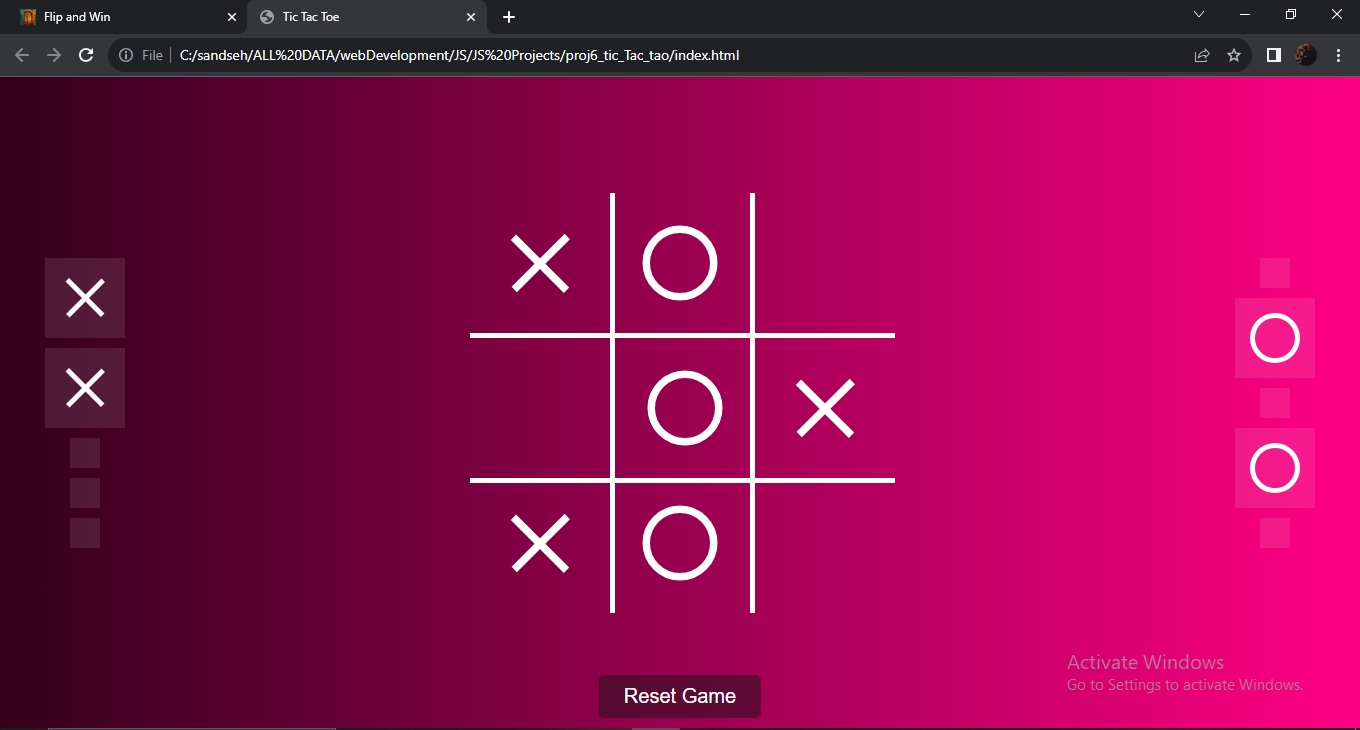 Flip and Win
Tic Tac Toe
File C:/sandseh/ALL%20DATA/webDevelopment/JS/JS%20Projects/proj6_tic_Tac_tao/index.html
Activate Windows
Go to Settings to activate Windows.
Reset Game